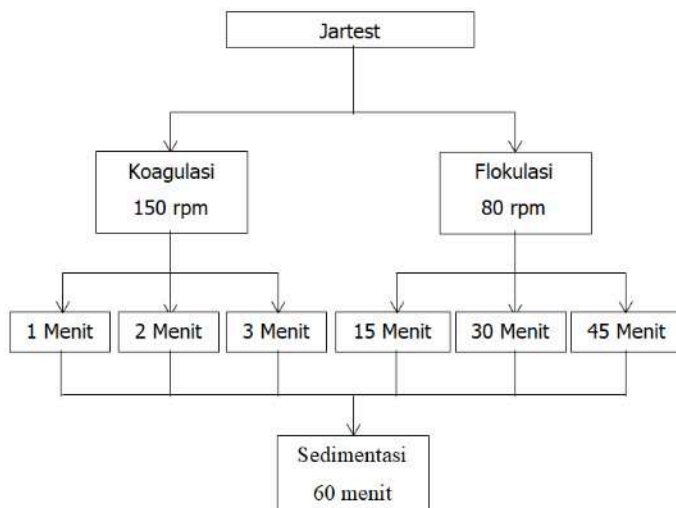 Jartest
Koagulasi
150 rpm
Flokulasi
80 rpm
1 Menit
2 Menit
3 Menit
15 Menit
30 Menit
45 Menit
Sedimentasi
60 menit